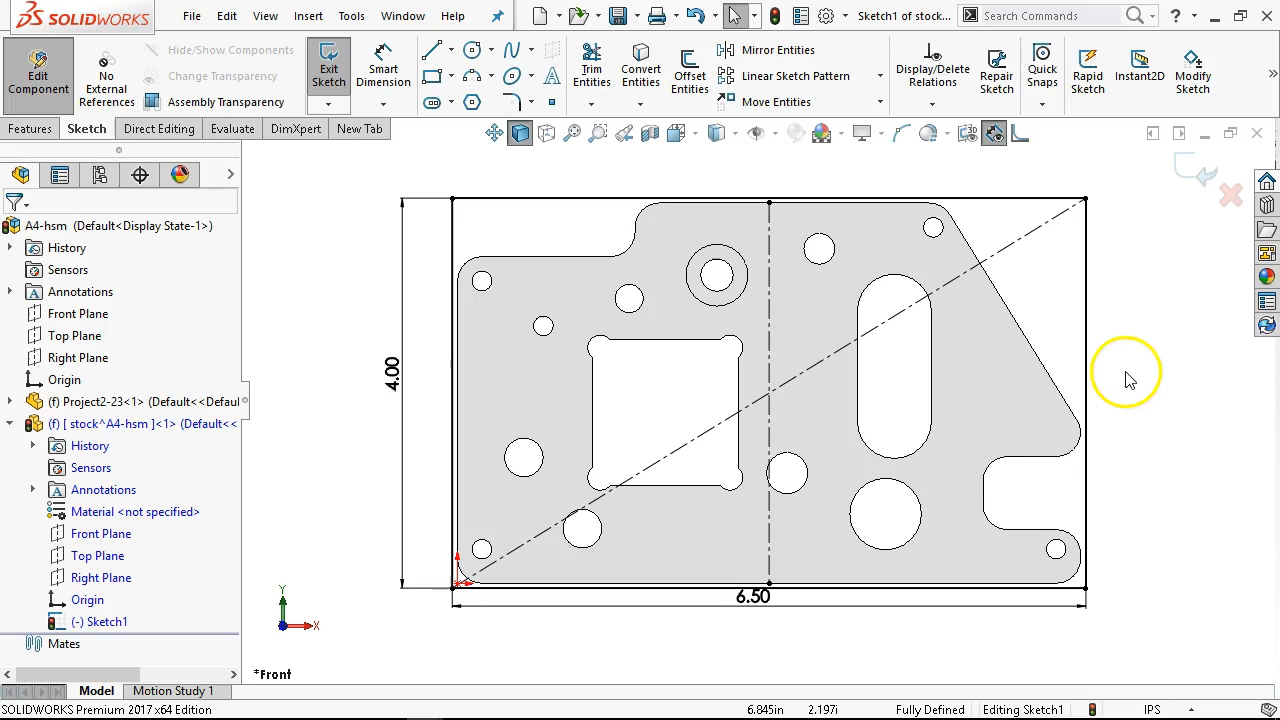 SOLIDWORKS File Edit View Insert Tools Window Help Sketch1 of stock... Search Commands ?
Edit Component
No External References
Hide/Show Components
Change Transparency
Assembly Transparency
Exit Sketch
Smart Dimension
Trim Entities
Convert Entities
Offset Entities
Mirror Entities
Linear Sketch Pattern
Move Entities
Display/Delete Relations
Repair Sketch
Quick Snaps
Rapid Sketch
Instant2D
Modify Sketch
Features Sketch Direct Editing Evaluate DimXpert New Tab
A4-hsm (Default<Display State-1>)
History
Sensors
Annotations
Front Plane
Top Plane
Right Plane
Origin
(f) Project2-23<1> (Default<<Defaul
(f) [ stock^A4-hsm ]<1> (Default<<
History
Sensors
Annotations
Material <not specified>
Front Plane
Top Plane
Right Plane
Origin
(-) Sketch1
Mates
4.00
6.50
Y
X
*Front
Model Motion Study 1
SOLIDWORKS Premium 2017 x64 Edition 6.845in 2.197i Fully Defined Editing Sketch1 IPS